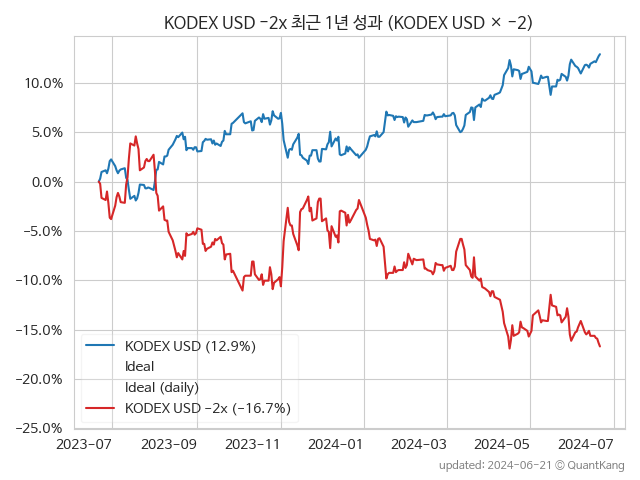 KODEX USD −2x 최근 1년 성과 (KODEX USD × −2)
10.0%
5.0%
0.0%
−5.0%
−10.0%
−15.0%
−20.0%
−25.0%
KODEX USD (12.9%)
Ideal
Ideal (daily)
KODEX USD −2x (−16.7%)
2023-07 2023-09 2023-11 2024-01 2024-03 2024-05 2024-07
updated: 2024-06-21 ⓒ QuantKang